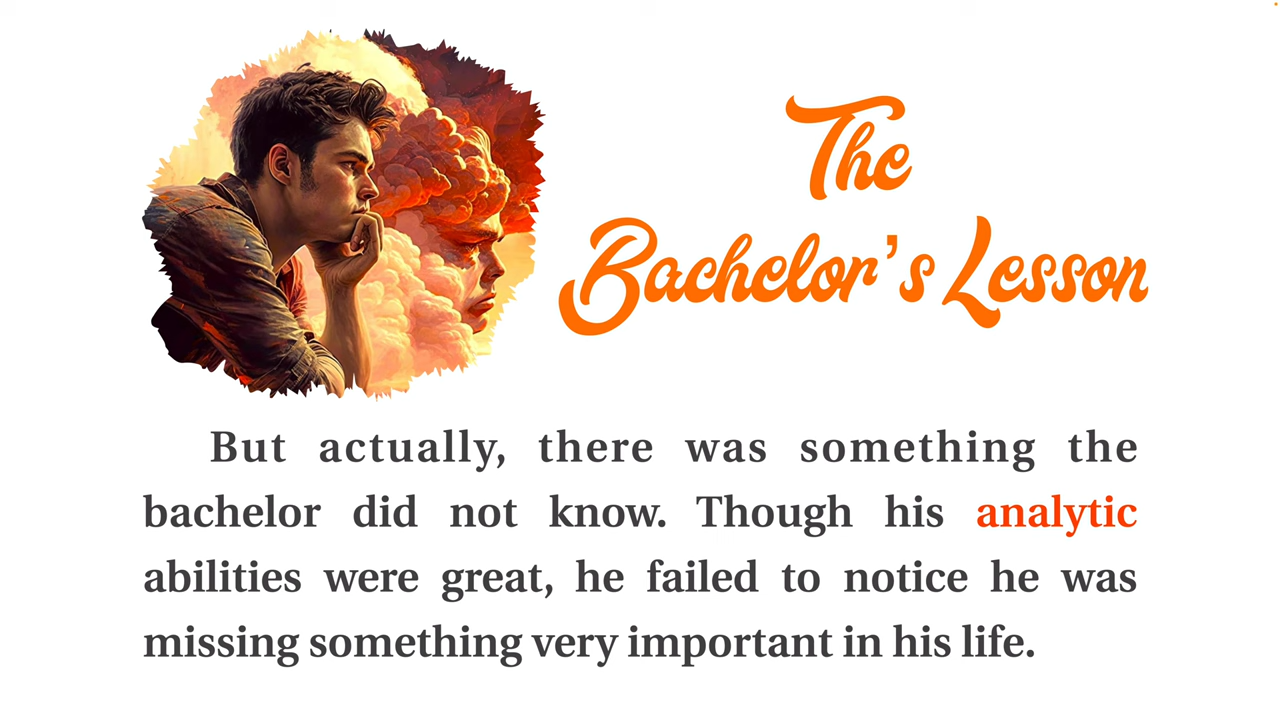 The
Bachelor's Lesson
But actually, there was something the
bachelor did not know. Though his analytic
abilities were great, he failed to notice he was
missing something very important in his life.